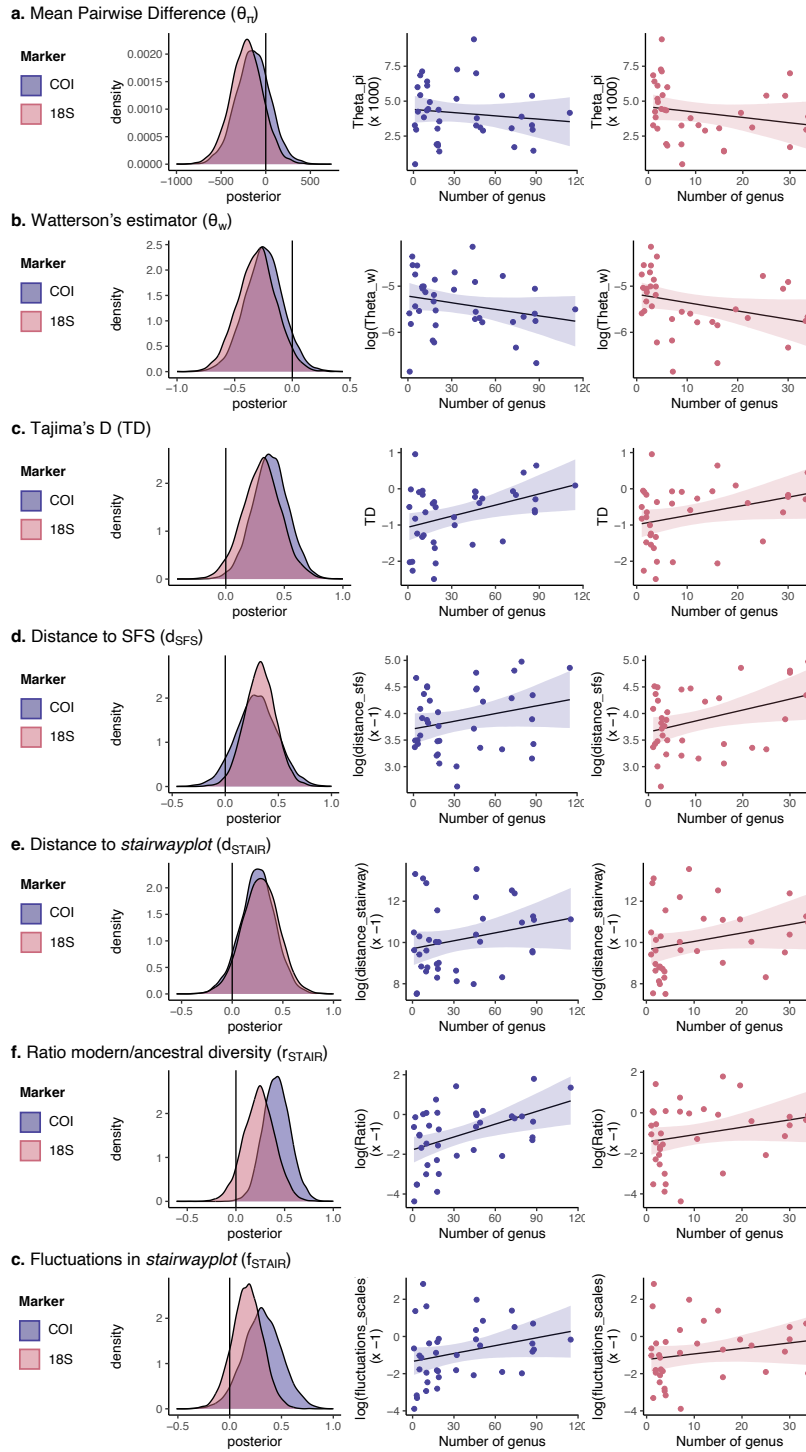 a. Mean Pairwise Difference (θπ)
Marker
COI
18S
density
0.0020
0.0015
0.0010
0.0005
0.0000
-1000 -500 0 500
posterior
Theta_pi
(x 1000)
7.5
5.0
2.5
0 30 60 90 120
Number of genus
Theta_pi
(x 1000)
7.5
5.0
2.5
0 10 20 30
Number of genus
b. Watterson's estimator (θw)
Marker
COI
18S
density
2.5
2.0
1.5
1.0
0.5
0.0
-1.0 -0.5 0.0 0.5
posterior
log(Theta_w)
-5
-6
0 30 60 90 120
Number of genus
log(Theta_w)
-5
-6
0 10 20 30
Number of genus
c. Tajima's D (TD)
Marker
COI
18S
density
2
1
0
0.0 0.5 1.0
posterior
TD
1
0
-1
-2
0 30 60 90 120
Number of genus
TD
1
0
-1
-2
0 10 20 30
Number of genus
d. Distance to SFS (dSFS)
Marker
COI
18S
density
2
1
0
-0.5 0.0 0.5 1.0
posterior
log(distance_sfs)
(x -1)
5.0
4.5
4.0
3.5
3.0
0 30 60 90 120
Number of genus
log(distance_sfs)
(x -1)
5.0
4.5
4.0
3.5
3.0
0 10 20 30
Number of genus
e. Distance to stairwayplot (dSTAIR)
Marker
COI
18S
density
2.0
1.5
1.0
0.5
0.0
-0.5 0.0 0.5 1.0
posterior
log(distance_stairway)
(x -1)
12
10
8
0 30 60 90 120
Number of genus
log(distance_stairway)
(x -1)
12
10
8
0 10 20 30
Number of genus
f. Ratio modern/ancestral diversity (rSTAIR)
Marker
COI
18S
density
2
1
0
-0.5 0.0 0.5 1.0
posterior
log(Ratio)
(x -1)
2
0
-2
-4
0 30 60 90 120
Number of genus
log(Ratio)
(x -1)
2
0
-2
-4
0 10 20 30
Number of genus
c. Fluctuations in stairwayplot (fSTAIR)
Marker
COI
18S
density
2
1
0
-0.5 0.0 0.5 1.0
posterior
log(fluctuations_scales)
(x -1)
2
0
-2
-4
0 30 60 90 120
Number of genus
log(fluctuations_scales)
(x -1)
2
0
-2
-4
0 10 20 30
Number of genus